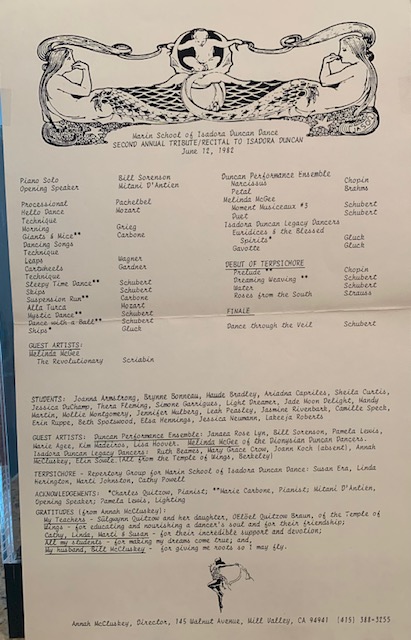 Marin School of Isadora Duncan Dance
SECOND ANNUAL TRIBUTE/RECITAL TO ISADORA DUNCAN
June 12, 1982
Piano Solo Bill Sorenson
Opening Speaker Mitani D'Antien
Processional Pachelbel
Hello Dance Mozart
Technique
Morning Grieg
Giants & Mice** Carbone
Dancing Songs
Technique
Leaps Wagner
Cartwheels Gardner
Technique
Sleepy Time Dance** Schubert
Ships Schubert
Suspension Run** Carbone
Alla Turca Mozart
Mystic Dance** Schubert
Dance with a Ball** Schubert
Ships* Gluck
GUEST ARTISTS:
Melinda McGee
The Revolutionary Scriabin
Duncan Performance Ensemble
Narcissus Chopin
Petal Brahms
Melinda McGee
Moment Musiceaux #3 Schubert
Duet Schubert
Isadora Duncan Legacy Dancers
Euridices & the Blessed
Spirits* Gluck
Gavotte Gluck
DEBUT OF TERPSICHORE
Prelude ** Chopin
Dreaming Weaving ** Schubert
Water Schubert
Roses from the South Strauss
FINALE
Dance through the Veil Schubert
STUDENTS: Joanna Armstrong, Brynne Bonneau, Maude Bradley, Ariadna Capriles, Sheila Curtis,
Jessica Duchamp, Thera Fleming, Simone Garrigues, Light Dreamer, Jade Moon Delight, Mandy
Martin, Mollie Montgomery, Jennifer Mulberg, Leah Peasley, Jasmine Rivenbark, Camille Speck,
Erin Ruppe, Beth Spotswood, Elsa Hennings, Jessica Neumann, Lakeeja Roberts
GUEST ARTISTS: Duncan Performance Ensemble: Janaea Rose Lyn, Bill Sorenson, Pamela Lewis,
Marie Agee, Kim Medeiros, Lisa Hoover. Melinda McGee of the Dionysian Duncan Dancers.
Isadora Duncan Legacy Dancers: Ruth Beames, Mary Grace Crow, Joann Koch (absent), Annah
McCluskey, Elin Sowle (All from the Temple of Wings, Berkeley)
TERPSICHORE - Repertory Group for Marin School of Isadora Duncan Dance: Susan Era, Linda
Herington, Marti Johnston, Cathy Powell
ACKNOWLEDGEMENTS: *Charles Quitzow, Pianist; **Marie Carbone, Pianist; Mitani D'Antien,
Opening Speaker; Pamela Lewis, Lighting
GRATITUDES (from Annah McCluskey):
My Teachers - Sülgwynn Quitzow and her daughter, OEloël Quitzow Braun, of the Temple of
Wings - for educating and nourishing a dancer's soul and for their friendship;
Cathy, Linda, Marti & Susan - for their incredible support and devotion;
All my students - for making my dreams come true; and,
My husband, Bill McCluskey - for giving me roots so I may fly.
Annah McCluskey, Director, 145 Walnut Avenue, Mill Valley, CA 94941 (415) 388-3255